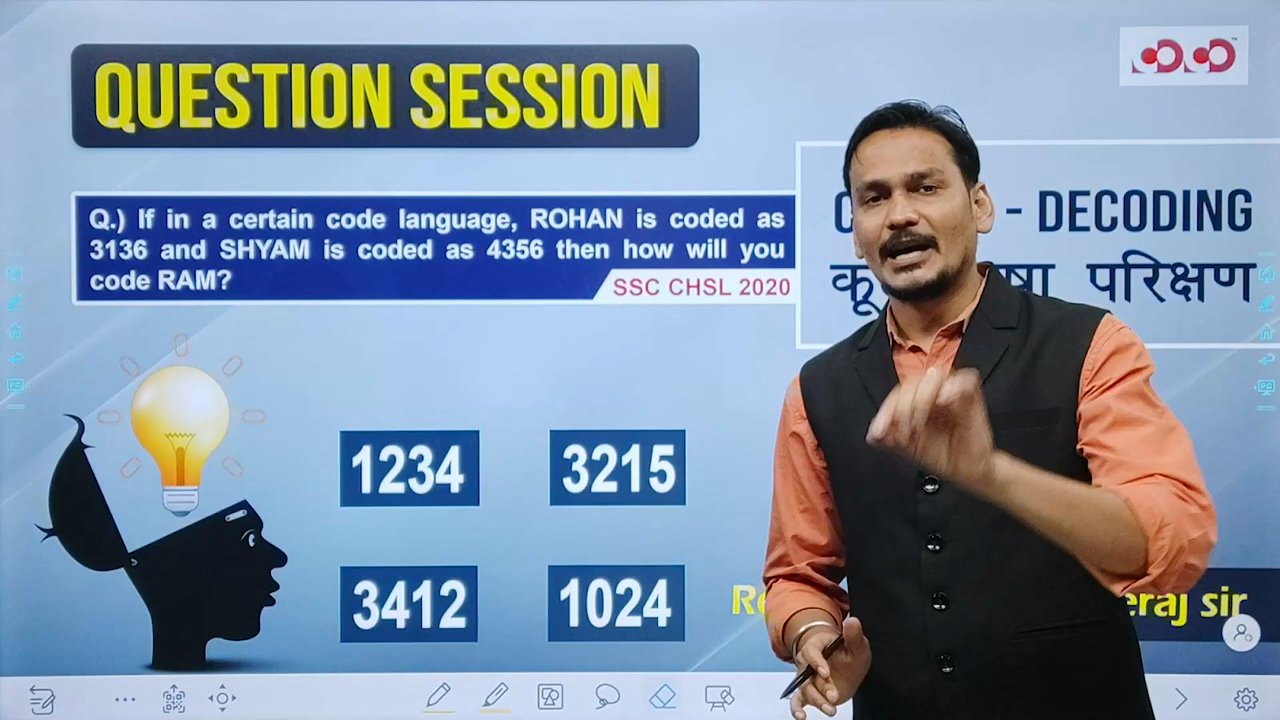 QUESTION SESSION
Q.) If in a certain code language, ROHAN is coded as
3136 and SHYAM is coded as 4356 then how will you
code RAM?
SSC CHSL 2020
- DECODING
परिक्षण
1234
3215
3412
1024
sir